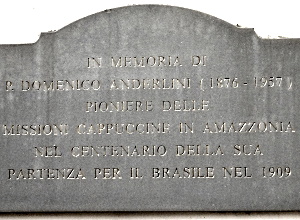 IN MEMORIA DI
P. DOMENICO ANDERLINI (1876 - 1957)
PIONIERE DELLE
MISSIONI CAPPUCCINE IN AMAZZONIA
NEL CENTENARIO DELLA SUA
PARTENZA PER IL BRASILE NEL 1909